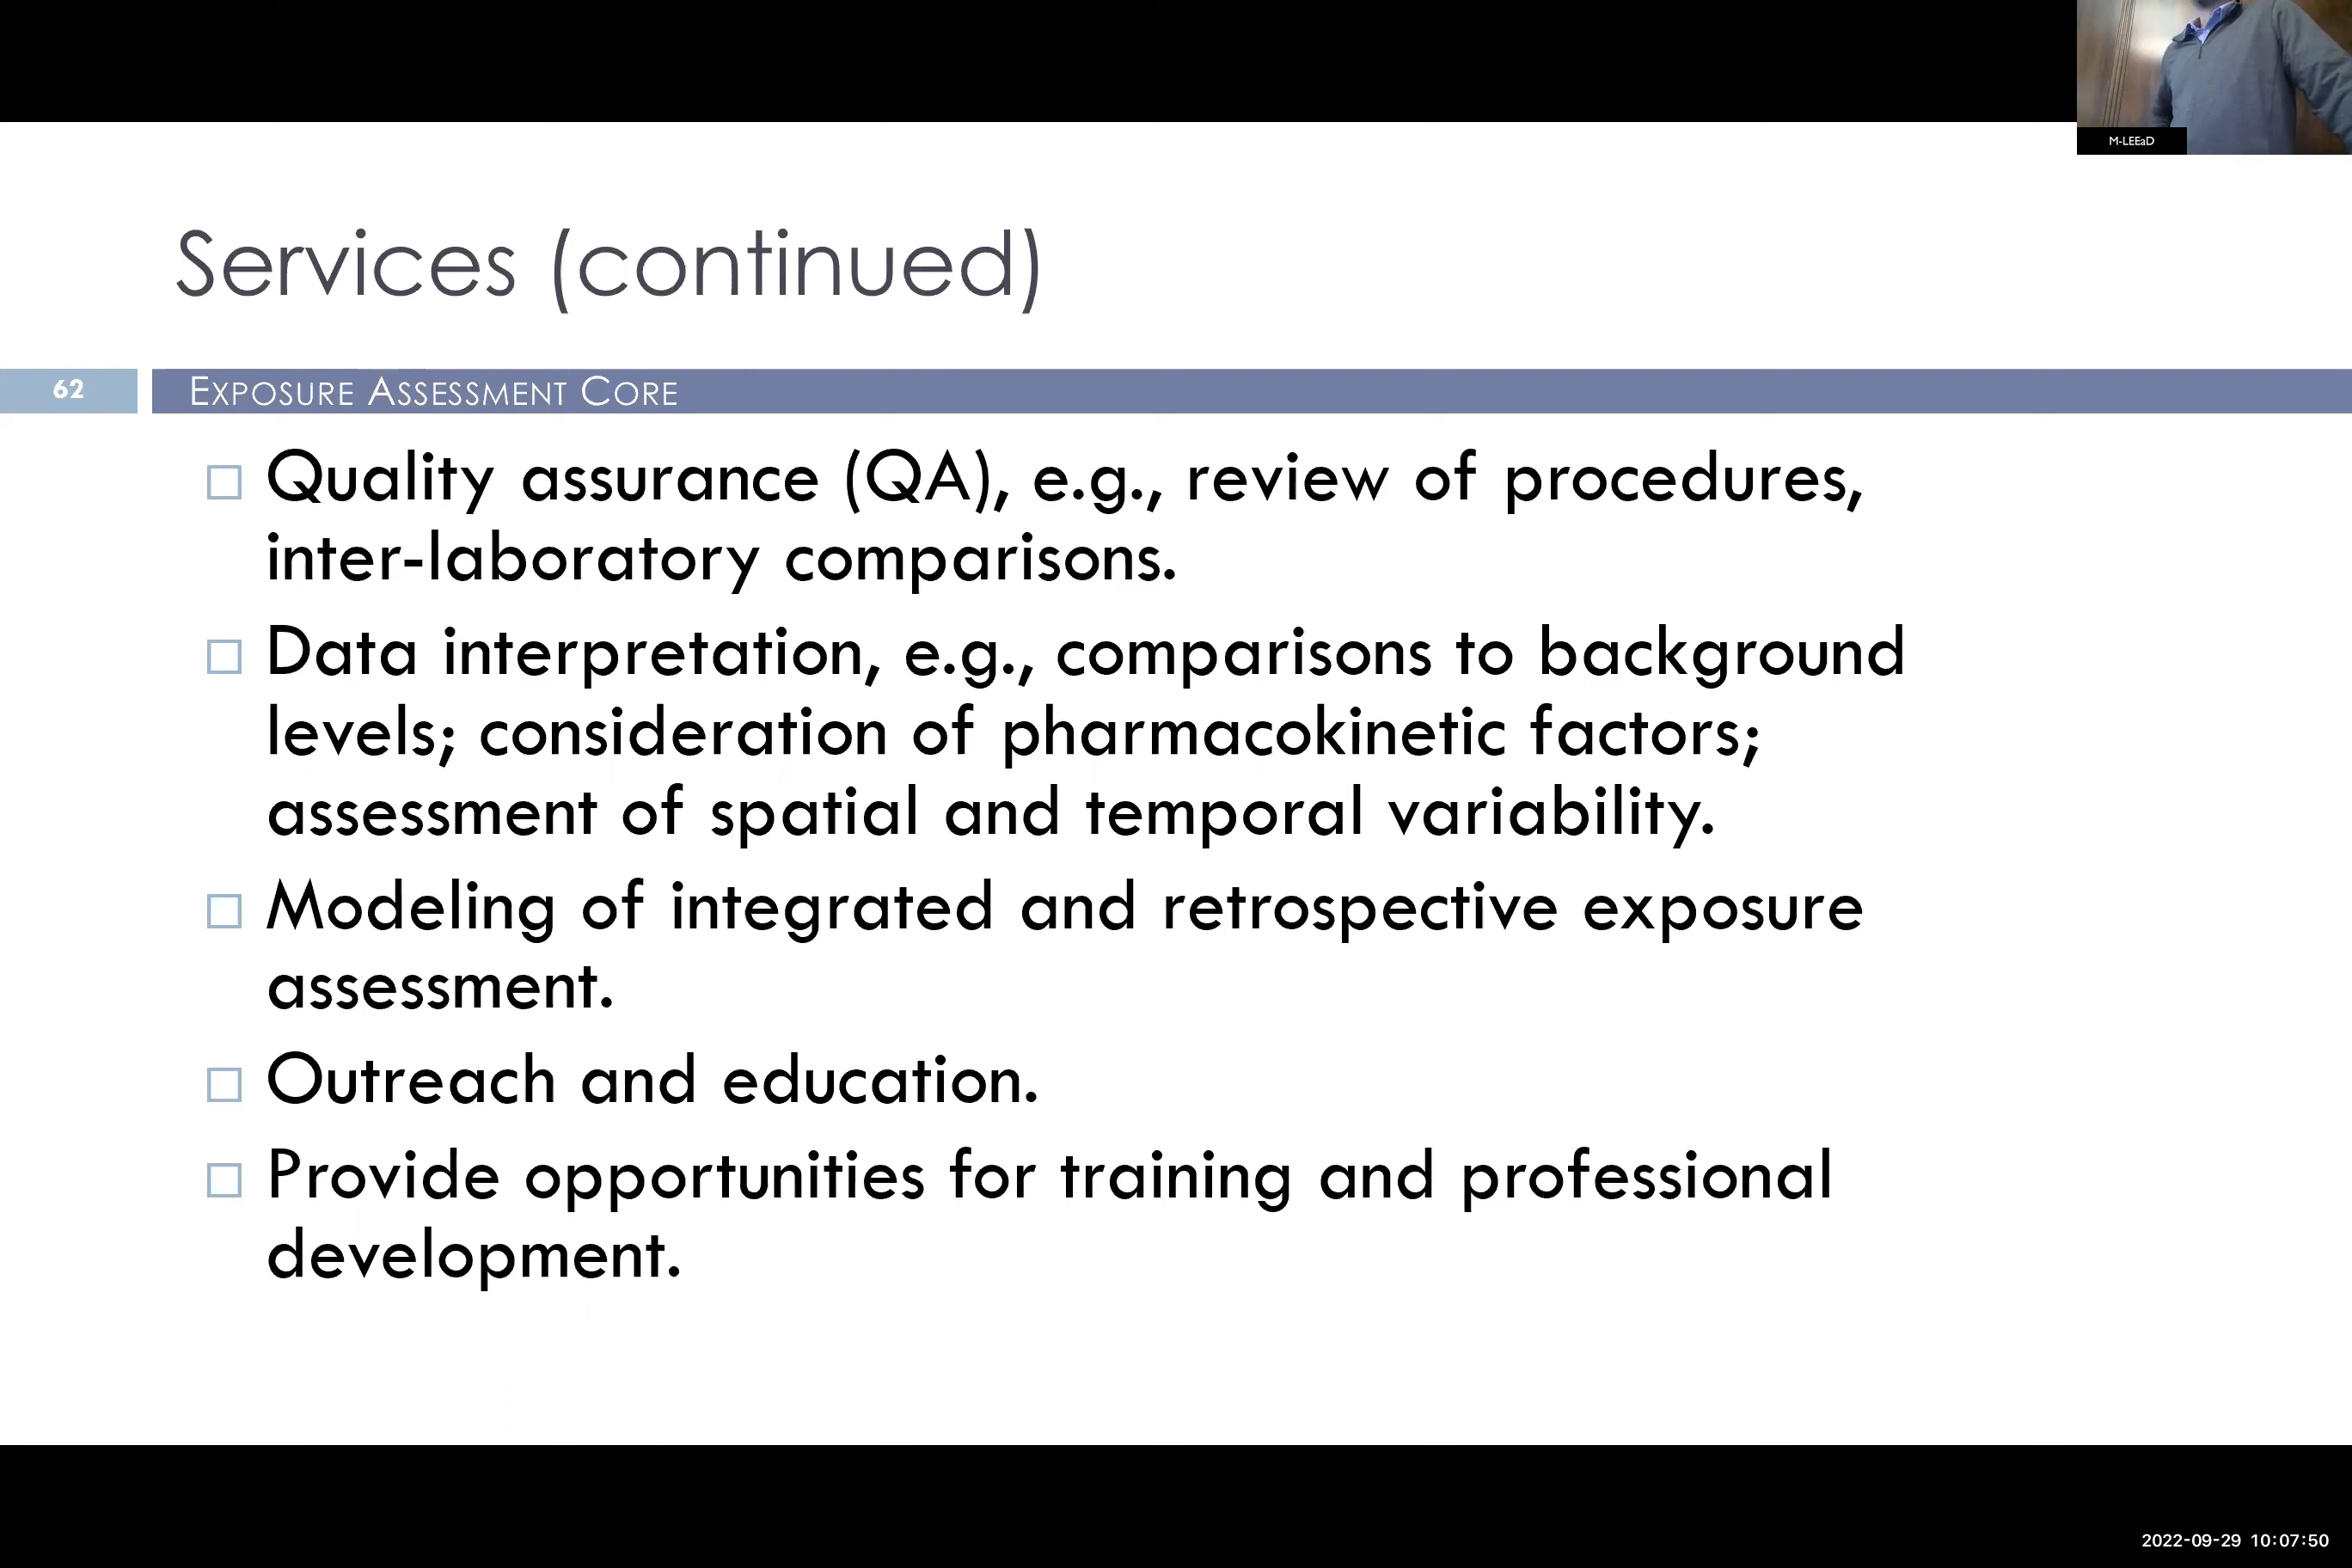 M-LEEaD
Services (continued)
62
EXPOSURE ASSESSMENT CORE
Quality assurance (QA), e.g., review of procedures,
inter-laboratory comparisons.
Data interpretation, e.g., comparisons to background
levels; consideration of pharmacokinetic factors;
assessment of spatial and temporal variability.
Modeling of integrated and retrospective exposure
assessment.
Outreach and education.
Provide opportunities for training and professional
development.
2022-09-29 10:07:50